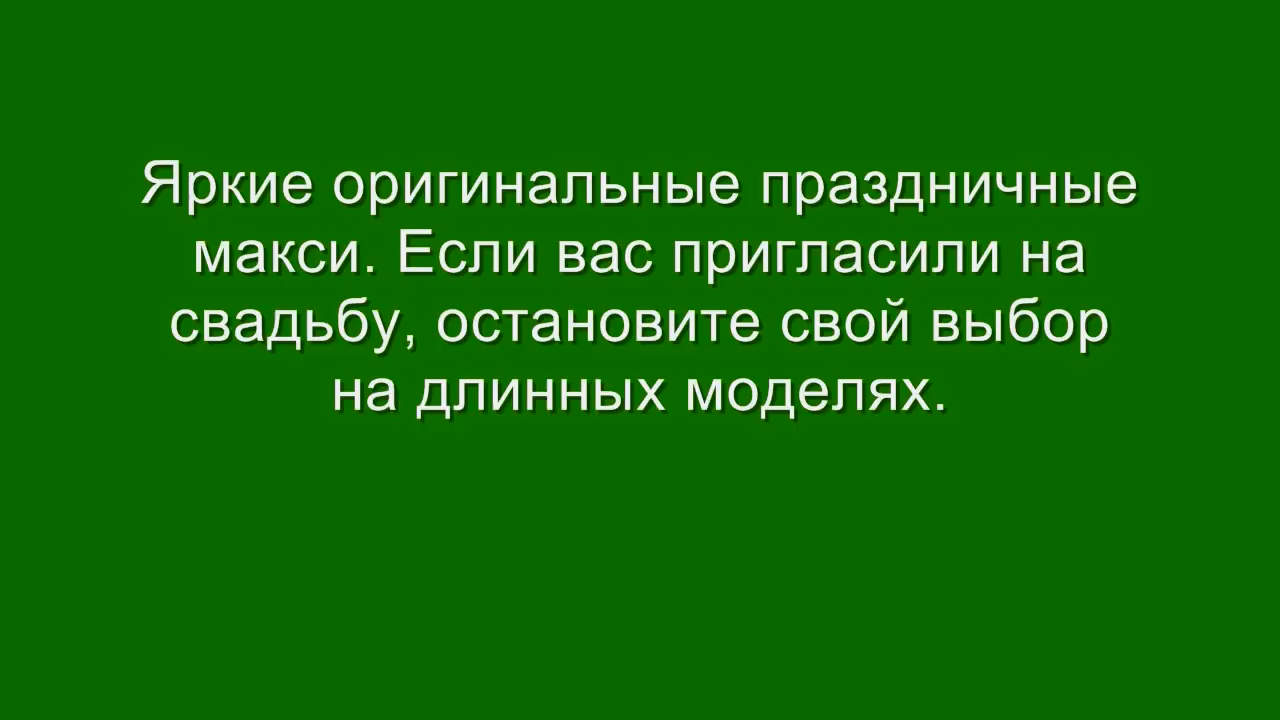 Яркие оригинальные праздничные
макси. Если вас пригласили на
свадьбу, остановите свой выбор
на длинных моделях.